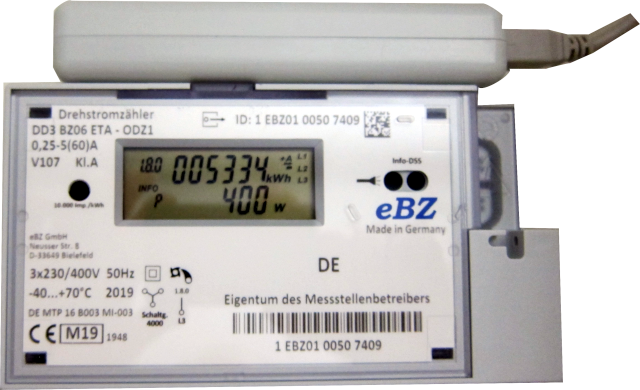 Drehstromzähler
DD3 BZ06 ETA - ODZ1
0,25-5(60)A
V107 Kl.A
ID: 1 EBZ01 0050 7409
10.000 Imp./kWh
1.8.0 005334 kWh
+A L1 L2 L3
INFO
P 400 W
Info-DSS
eBZ
Made in Germany
eBZ GmbH
Neusser Str. 8
D-33649 Bielefeld
3x230/400V 50Hz
-40...+70°C 2019
DE MTP 16 B003 MI-003
CE M19 1948
Schaltg.
4000
1.8.0
L3
DE
Eigentum des Messstellenbetreibers
1 EBZ01 0050 7409